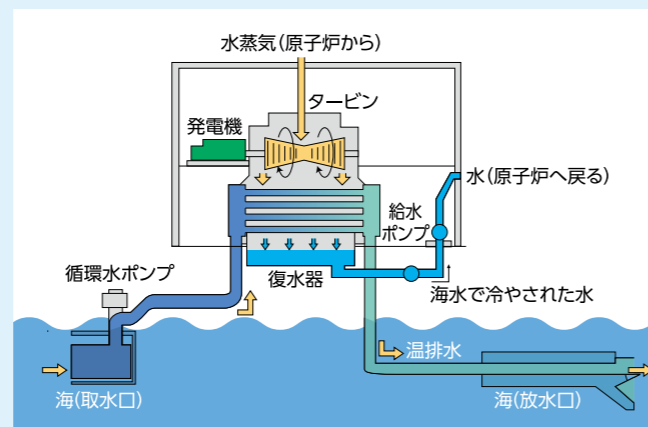 水蒸気(原子炉から)
タービン
発電機
水(原子炉へ戻る)
給水
ポンプ
循環水ポンプ
復水器
海水で冷やされた水
温排水
海(取水口)
海(放水口)